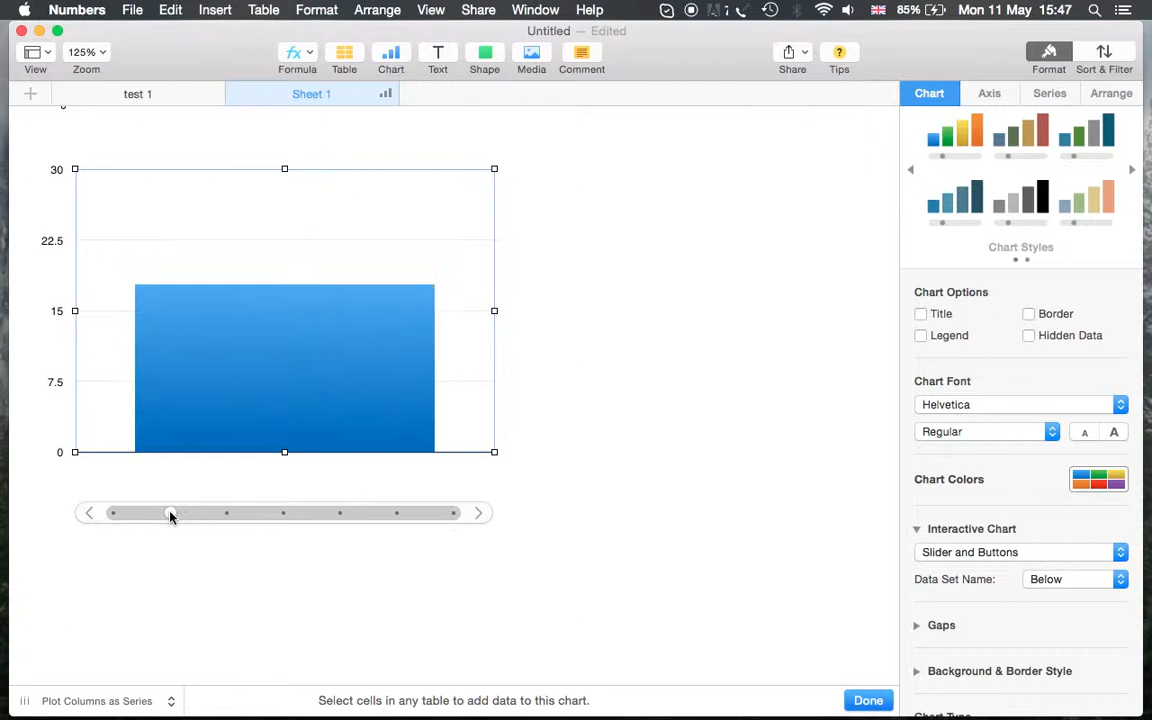 Numbers File Edit Insert Table Format Arrange View Share Window Help 85% Mon 11 May 15:47
Untitled — Edited
View
125%
Zoom
Formula
Table
Chart
Text
Shape
Media
Comment
Share
Tips
Format
Sort & Filter
test 1
Sheet 1
Chart Axis Series Arrange
30
22.5
15
7.5
0
Chart Styles
Chart Options
Title
Border
Legend
Hidden Data
Chart Font
Helvetica
Regular
A A
Chart Colors
Interactive Chart
Slider and Buttons
Data Set Name: Below
Gaps
Background & Border Style
Plot Columns as Series
Select cells in any table to add data to this chart.
Done